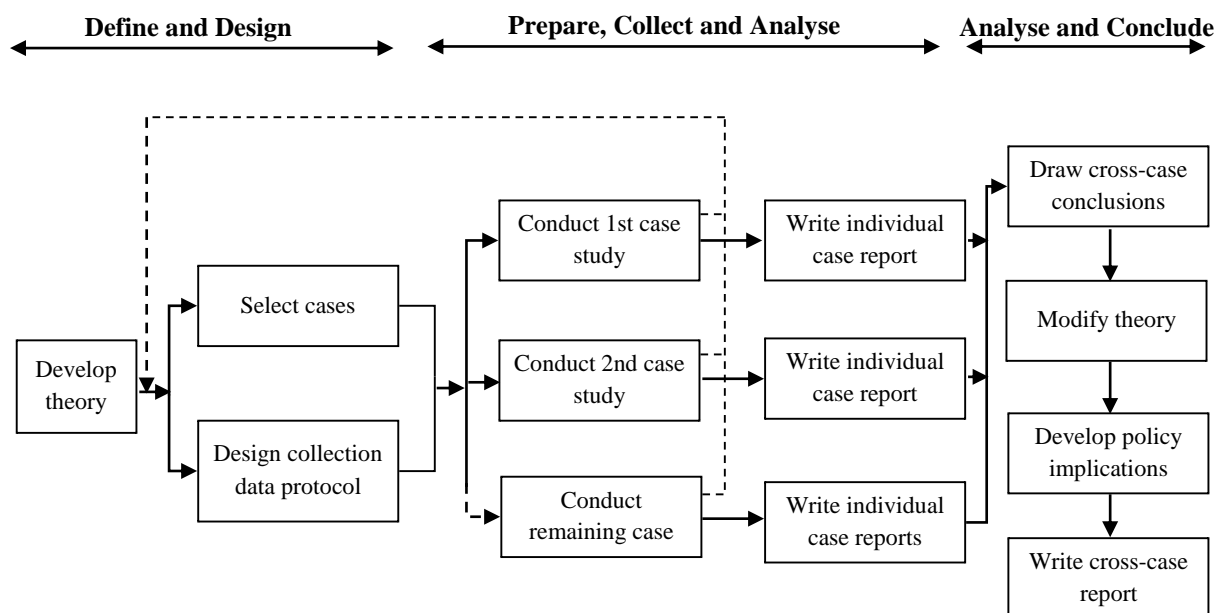 Define and Design
Prepare, Collect and Analyse
Analyse and Conclude
Develop
theory
Select cases
Design collection
data protocol
Conduct 1st case
study
Conduct 2nd case
study
Conduct
remaining case
Write individual
case report
Write individual
case report
Write individual
case reports
Draw cross-case
conclusions
Modify theory
Develop policy
implications
Write cross-case
report